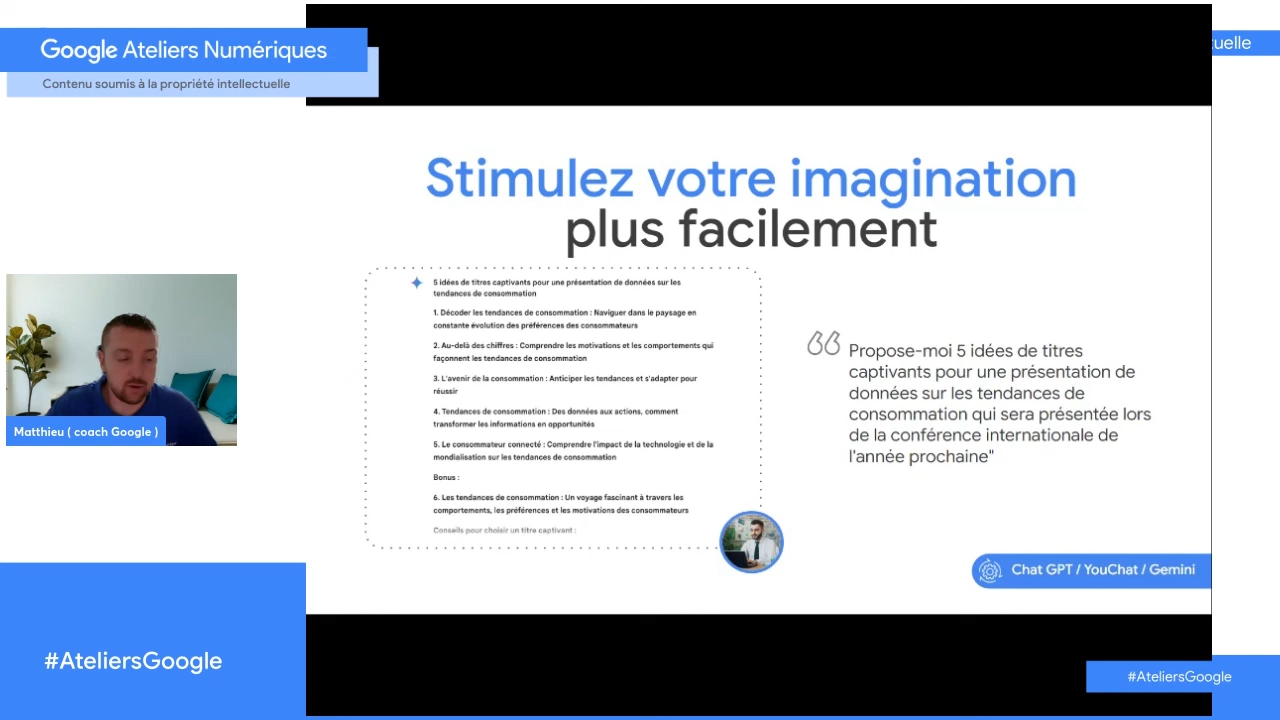 Google Ateliers Numériques
Contenu soumis à la propriété intellectuelle
tuelle
Stimulez votre imagination
plus facilement
5 idées de titres captivants pour une présentation de données sur les
tendances de consommation
1. Décoder les tendances de consommation : Naviguer dans le paysage en
constante évolution des préférences des consommateurs
2. Au-delà des chiffres : Comprendre les motivations et les comportements qui
façonnent les tendances de consommation
3. L'avenir de la consommation : Anticiper les tendances et s'adapter pour
réussir
4. Tendances de consommation : Des données aux actions, comment
transformer les informations en opportunités
5. Le consommateur connecté : Comprendre l'impact de la technologie et de la
mondialisation sur les tendances de consommation
Bonus :
6. Les tendances de consommation : Un voyage fascinant à travers les
comportements, les préférences et les motivations des consommateurs
Conseils pour choisir un titre captivant :
Propose-moi 5 idées de titres
captivants pour une présentation de
données sur les tendances de
consommation qui sera présentée lors
de la conférence internationale de
l'année prochaine"
Chat GPT / YouChat / Gemini
Matthieu ( coach Google )
#AteliersGoogle
#AteliersGoogle